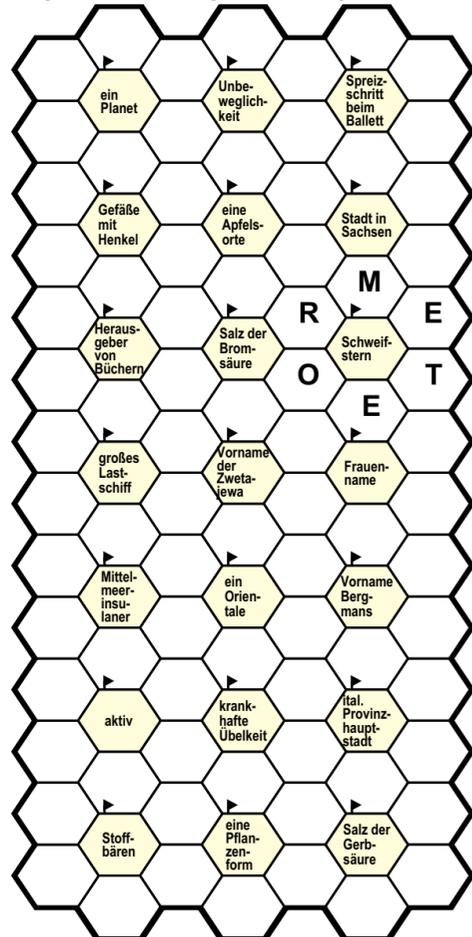 ein
Planet
Unbe-
weglich-
keit
Spreiz-
schritt
beim
Ballett
Gefäße
mit
Henkel
eine
Apfels-
orte
Stadt in
Sachsen
M
R
E
Heraus-
geber
von
Büchern
Salz der
Brom-
säure
Schweif-
stern
O
T
E
großes
Last-
schiff
Vorname
der
Zweta-
jewa
Frauen-
name
Mittel-
meer-
insu-
laner
ein
Orien-
tale
Vorname
Berg-
mans
aktiv
krank-
hafte
Übelkeit
ital.
Provinz-
haupt-
stadt
Stoff-
bären
eine
Pflan-
zen-
form
Salz der
Gerb-
säure